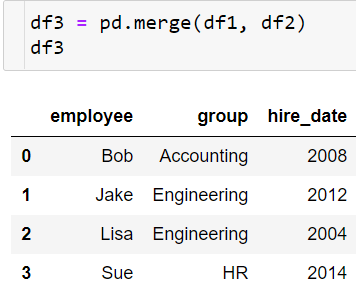 df3 = pd.merge(df1, df2)
df3
employee group hire_date
0 Bob Accounting 2008
1 Jake Engineering 2012
2 Lisa Engineering 2004
3 Sue HR 2014